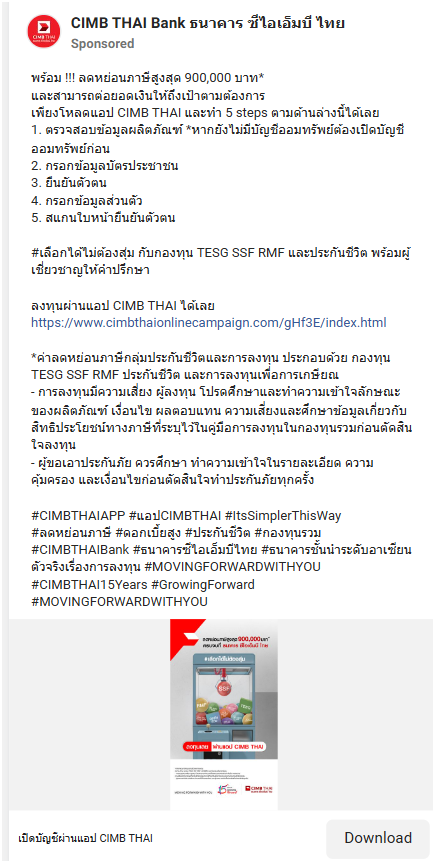 CIMB THAI Bank ธนาคาร ซีไอเอ็มบี ไทย
Sponsored
พร้อม !!! ลดหย่อนภาษีสูงสุด 900,000 บาท*
และสามารถต่อยอดเงินให้ถึงเป้าตามต้องการ
เพียงโหลดแอป CIMB THAI และทำ 5 steps ตามด้านล่างนี้ได้เลย
1. ตรวจสอบข้อมูลผลิตภัณฑ์ *หากยังไม่มีบัญชีออมทรัพย์ต้องเปิดบัญชี
ออมทรัพย์ก่อน
2. กรอกข้อมูลบัตรประชาชน
3. ยืนยันตัวตน
4. กรอกข้อมูลส่วนตัว
5. สแกนใบหน้ายืนยันตัวตน
#เลือกได้ไม่ต้องสุ่ม กับกองทุน TESG SSF RMF และประกันชีวิต พร้อมผู้
เชี่ยวชาญให้คำปรึกษา
ลงทุนผ่านแอป CIMB THAI ได้เลย
https://www.cimbthaionlinecampaign.com/gHf3E/index.html
*ค่าลดหย่อนภาษีกลุ่มประกันชีวิตและการลงทุน ประกอบด้วย กองทุน
TESG SSF RMF ประกันชีวิต และการลงทุนเพื่อการเกษียณ
- การลงทุนมีความเสี่ยง ผู้ลงทุน โปรดศึกษาและทำความเข้าใจลักษณะ
ของผลิตภัณฑ์ เงื่อนไข ผลตอบแทน ความเสี่ยงและศึกษาข้อมูลเกี่ยวกับ
สิทธิประโยชน์ทางภาษีที่ระบุไว้ในคู่มือการลงทุนในกองทุนรวมก่อนตัดสิน
ใจลงทุน
- ผู้ขอเอาประกันภัย ควรศึกษา ทำความเข้าใจในรายละเอียด ความ
คุ้มครอง และเงื่อนไขก่อนตัดสินใจทำประกันภัยทุกครั้ง
#CIMBTHAIAPP #แอปCIMBTHAI #ItsSimplerThisWay
#ลดหย่อนภาษี #ดอกเบี้ยสูง #ประกันชีวิต #กองทุนรวม
#CIMBTHAIBank #ธนาคารซีไอเอ็มบีไทย #ธนาคารชั้นนำระดับอาเซียน
ตัวจริงเรื่องการลงทุน #MOVINGFORWARDWITHYOU
#CIMBTHAI15Years #GrowingForward
#MOVINGFORWARDWITHYOU
ลดหย่อนภาษีสูงสุด 900,000 บาท*
ครบจบที่ ธนาคาร ซีไอเอ็มบี ไทย
#เลือกได้ไม่ต้องสุ่ม
SSF
ลงทุนเลย ผ่านแอป CIMB THAI
CIMB THAI
เปิดบัญชีผ่านแอป CIMB THAI
Download